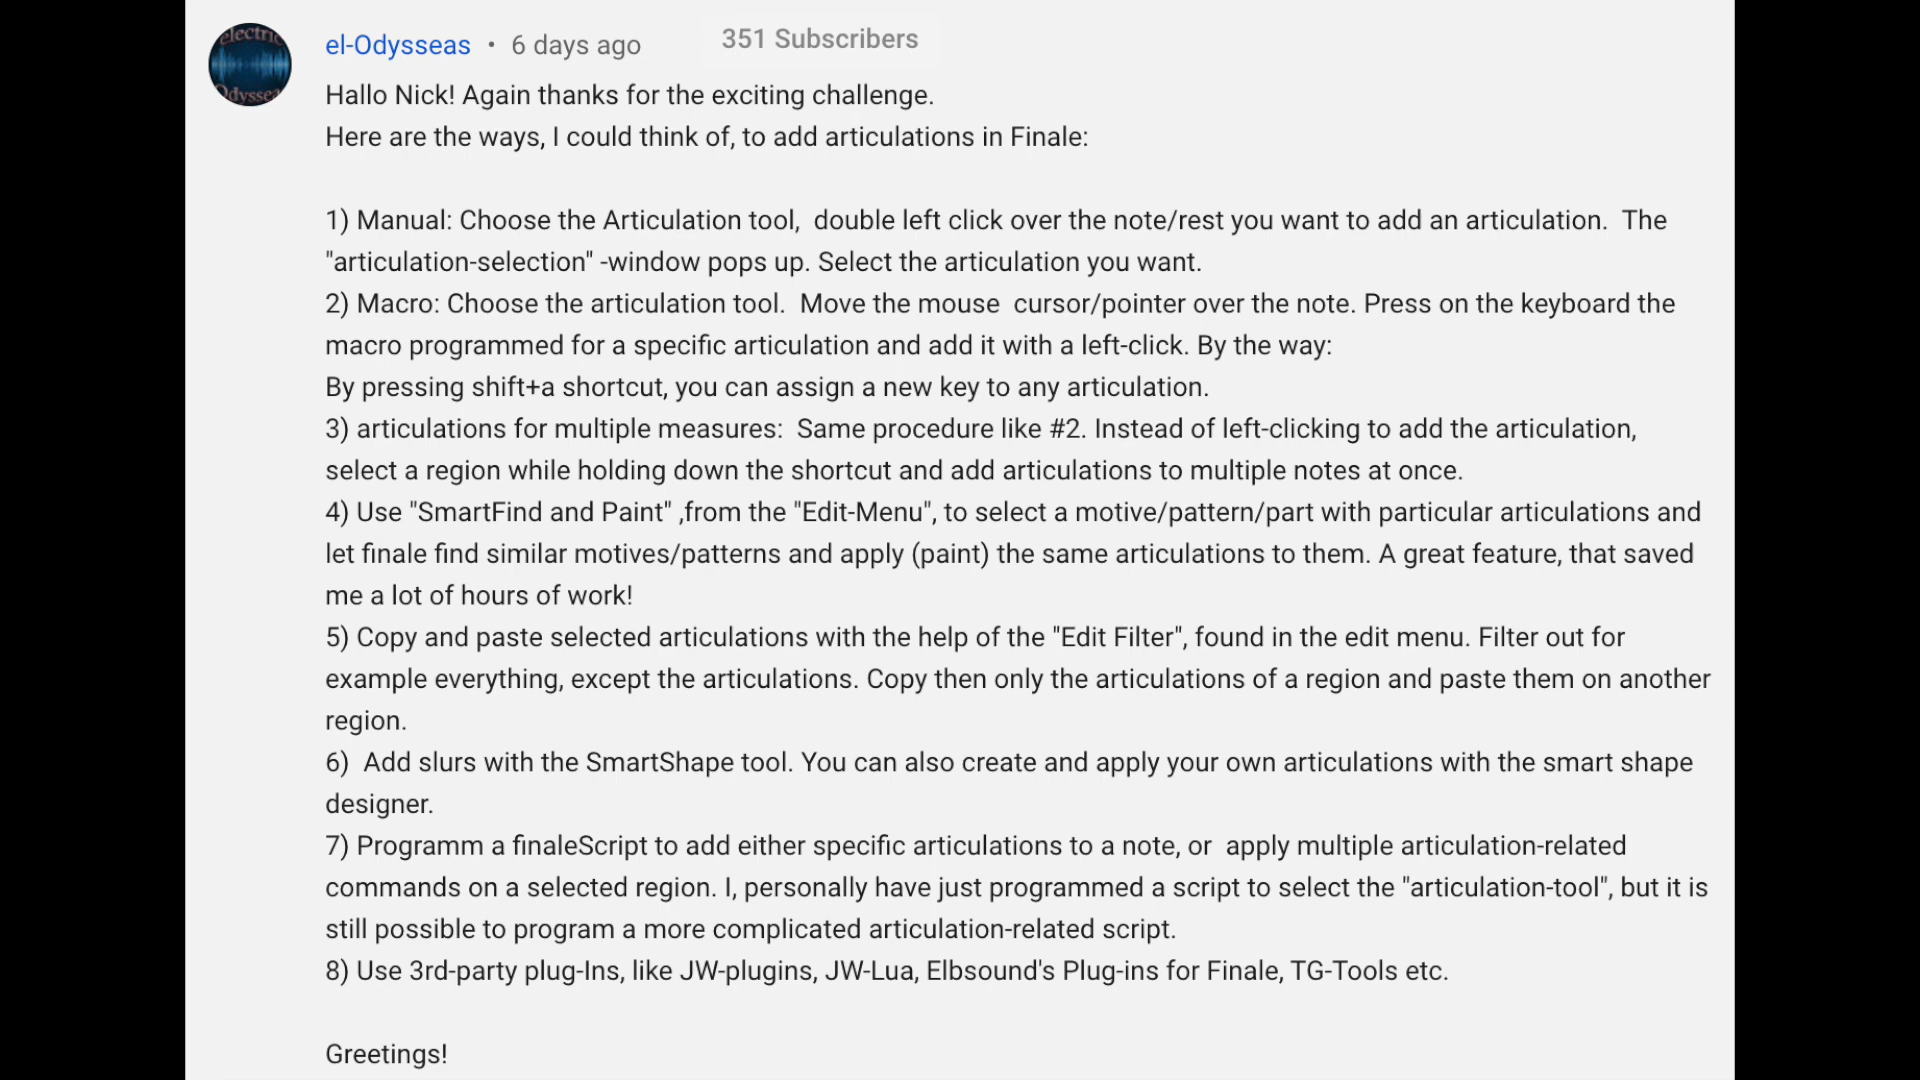 electric
Odyssea
el-Odysseas • 6 days ago 351 Subscribers
Hallo Nick! Again thanks for the exciting challenge.
Here are the ways, I could think of, to add articulations in Finale:
1) Manual: Choose the Articulation tool,  double left click over the note/rest you want to add an articulation.  The
"articulation-selection" -window pops up. Select the articulation you want.
2) Macro: Choose the articulation tool.  Move the mouse  cursor/pointer over the note. Press on the keyboard the
macro programmed for a specific articulation and add it with a left-click. By the way:
By pressing shift+a shortcut, you can assign a new key to any articulation.
3) articulations for multiple measures:  Same procedure like #2. Instead of left-clicking to add the articulation,
select a region while holding down the shortcut and add articulations to multiple notes at once.
4) Use "SmartFind and Paint" ,from the "Edit-Menu", to select a motive/pattern/part with particular articulations and
let finale find similar motives/patterns and apply (paint) the same articulations to them. A great feature, that saved
me a lot of hours of work!
5) Copy and paste selected articulations with the help of the "Edit Filter", found in the edit menu. Filter out for
example everything, except the articulations. Copy then only the articulations of a region and paste them on another
region.
6)  Add slurs with the SmartShape tool. You can also create and apply your own articulations with the smart shape
designer.
7) Programm a finaleScript to add either specific articulations to a note, or  apply multiple articulation-related
commands on a selected region. I, personally have just programmed a script to select the "articulation-tool", but it is
still possible to program a more complicated articulation-related script.
8) Use 3rd-party plug-Ins, like JW-plugins, JW-Lua, Elbsound's Plug-ins for Finale, TG-Tools etc.
Greetings!